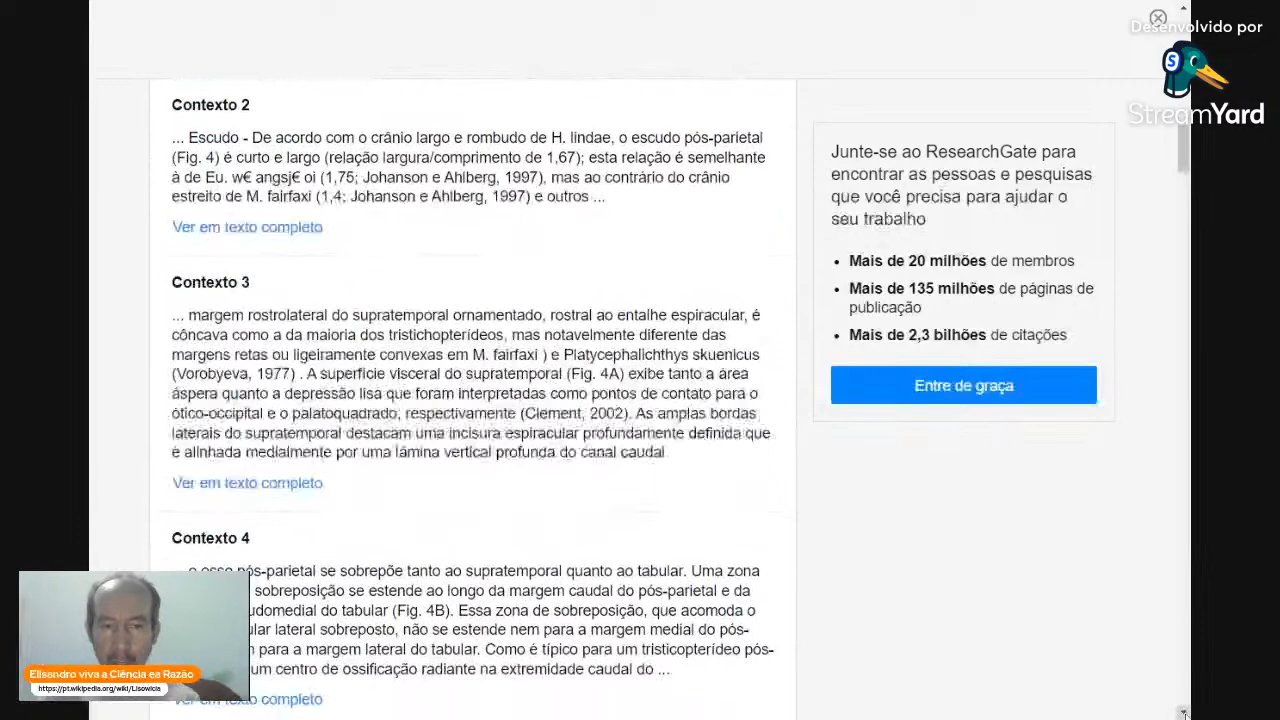 Desenvolvido por
StreamYard
Contexto 2
... Escudo - De acordo com o crânio largo e rombudo de H. lindae, o escudo pós-parietal
(Fig. 4) é curto e largo (relação largura/comprimento de 1,67); esta relação é semelhante
à de Eu. w€ angsj€ oi (1,75; Johanson e Ahlberg, 1997), mas ao contrário do crânio
estreito de M. fairfaxi (1,4; Johanson e Ahlberg, 1997) e outros ...
Ver em texto completo
Contexto 3
... margem rostrolateral do supratemporal ornamentado, rostral ao entalhe espiracular, é
côncava como a da maioria dos tristichopterídeos, mas notavelmente diferente das
margens retas ou ligeiramente convexas em M. fairfaxi ) e Platycephalichthys skuenicus
(Vorobyeva, 1977) . A superfície visceral do supratemporal (Fig. 4A) exibe tanto a área
áspera quanto a depressão lisa que foram interpretadas como pontos de contato para o
ótico-occipital e o palatoquadrado, respectivamente (Clement, 2002). As amplas bordas
laterais do supratemporal destacam uma incisura espiracular profundamente definida que
é alinhada medialmente por uma lâmina vertical profunda do canal caudal
Ver em texto completo
Contexto 4
o osso pós-parietal se sobrepõe tanto ao supratemporal quanto ao tabular. Uma zona
sobreposição se estende ao longo da margem caudal do pós-parietal e da
udomedial do tabular (Fig. 4B). Essa zona de sobreposição, que acomoda o
ular lateral sobreposto, não se estende nem para a margem medial do pós-
m para a margem lateral do tabular. Como é típico para um tristicopterídeo pós-
um centro de ossificação radiante na extremidade caudal do ...
Ver em texto completo
Junte-se ao ResearchGate para
encontrar as pessoas e pesquisas
que você precisa para ajudar o
seu trabalho
• Mais de 20 milhões de membros
• Mais de 135 milhões de páginas de
publicação
• Mais de 2,3 bilhões de citações
Entre de graça
Elisandro viva a Ciência ea Razão
https://pt.wikipedia.org/wiki/Lisowicia